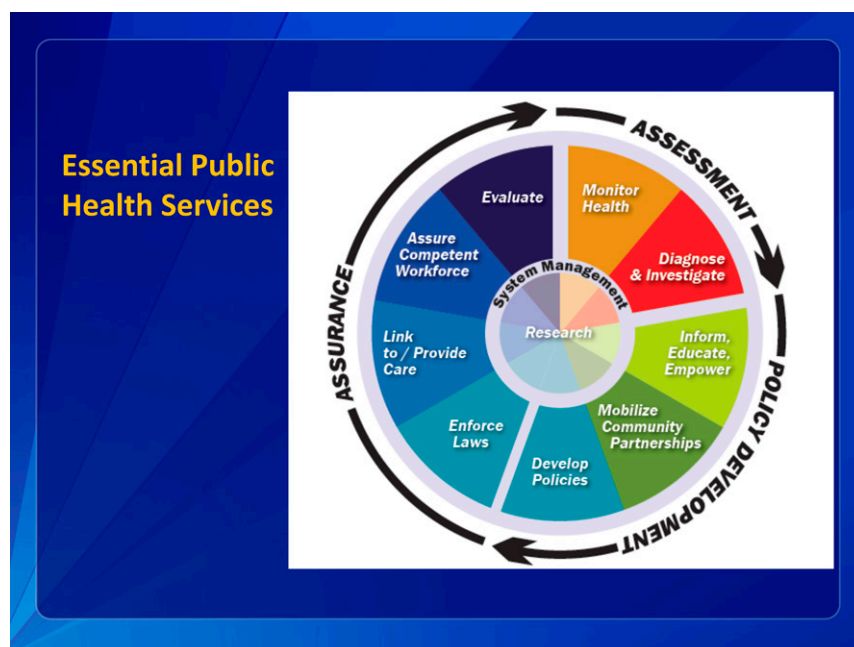 Essential Public
Health Services
ASSESSMENT
POLICY DEVELOPMENT
ASSURANCE
Monitor
Health
Diagnose
& Investigate
Inform,
Educate,
Empower
Mobilize
Community
Partnerships
Develop
Policies
Enforce
Laws
Link
to / Provide
Care
Assure
Competent
Workforce
Evaluate
System Management
Research